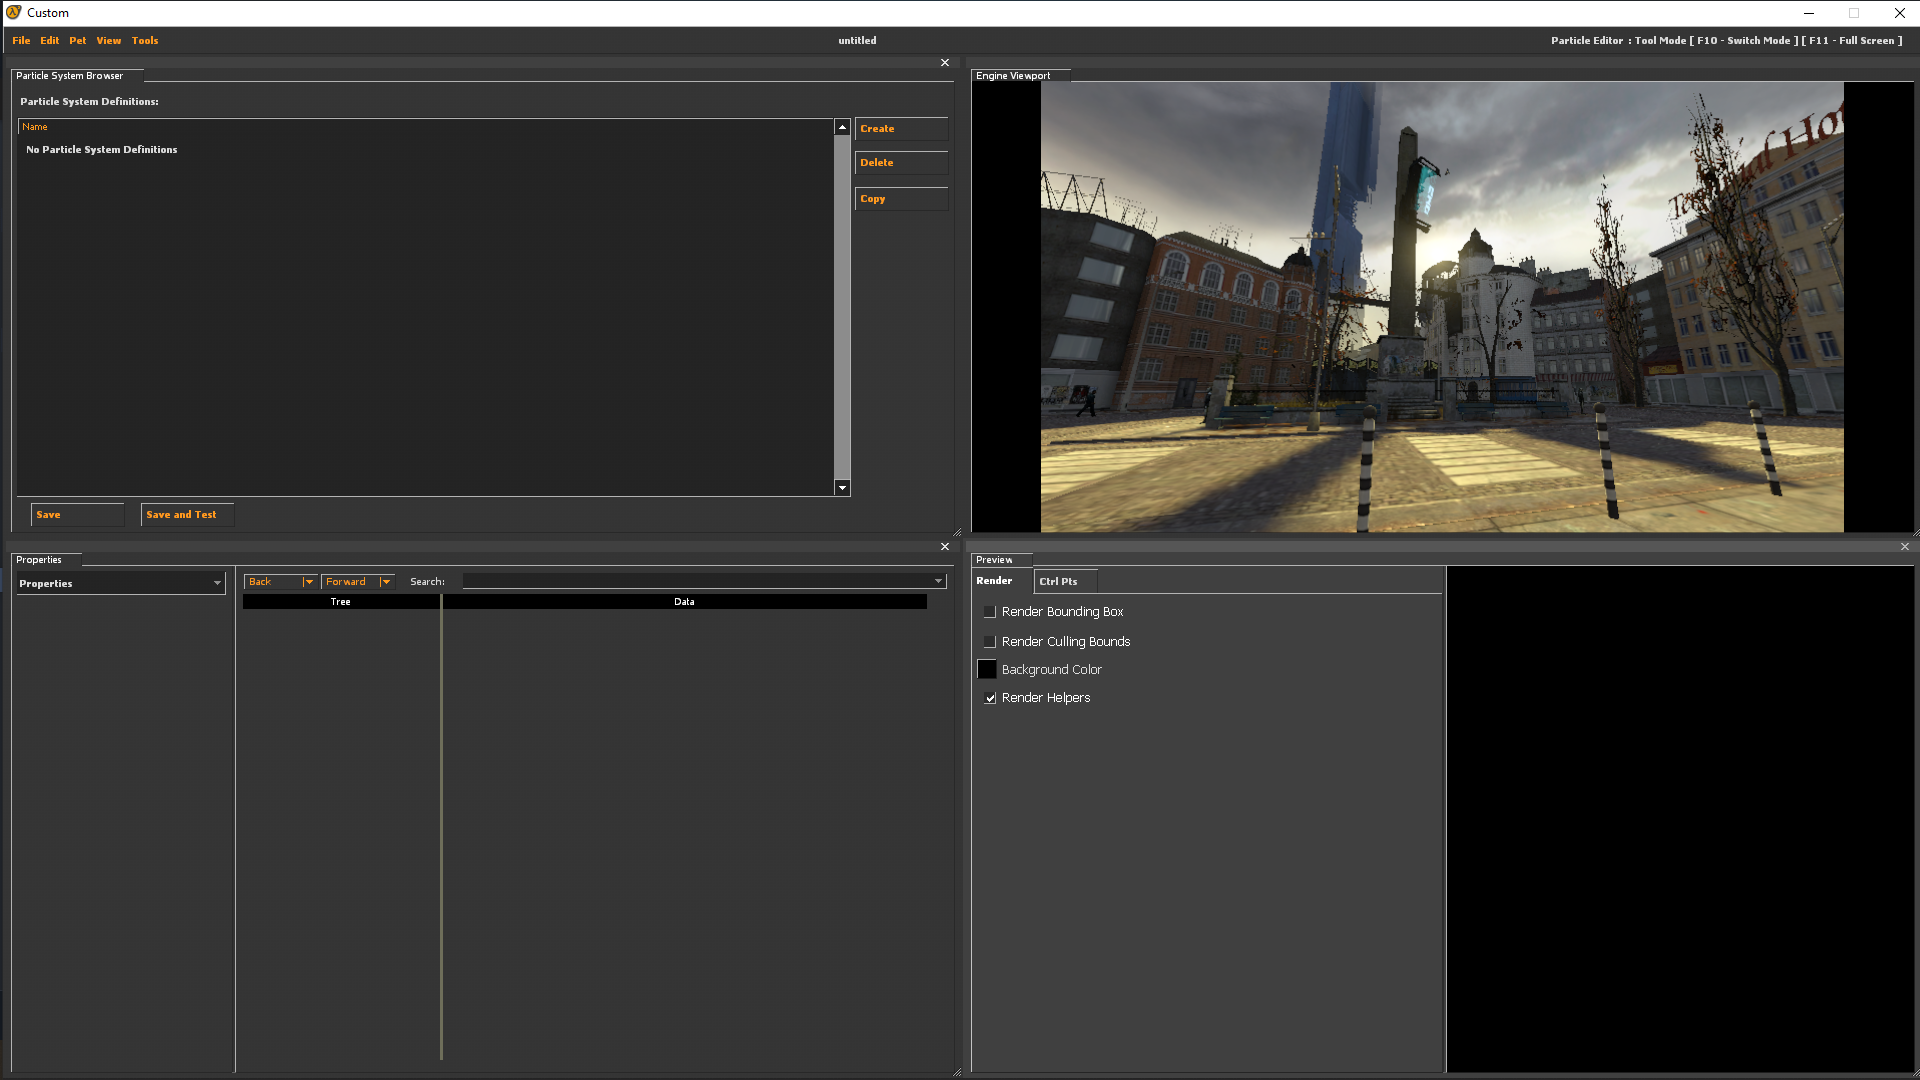 Custom
File Edit Pet View Tools
untitled
Particle Editor : Tool Mode [ F10 - Switch Mode ] [ F11 - Full Screen ]
Particle System Browser
Particle System Definitions:
Name
No Particle System Definitions
Create
Delete
Copy
Save
Save and Test
Engine Viewport
Properties
Properties
Back
Forward
Search:
Tree
Data
Preview
Render
Ctrl Pts
Render Bounding Box
Render Culling Bounds
Background Color
Render Helpers